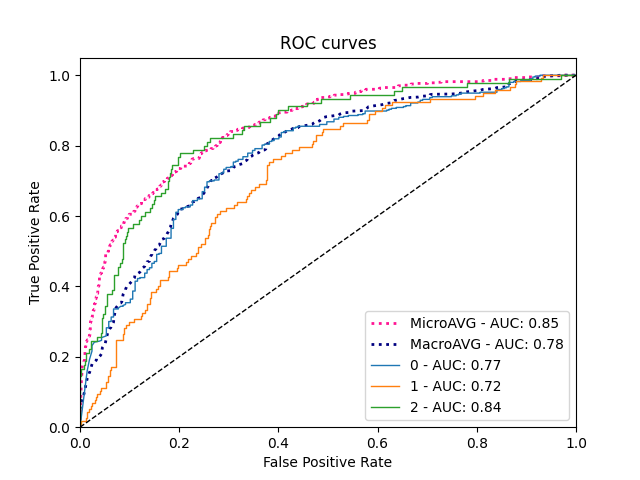 ROC curves
True Positive Rate
1.0
0.8
0.6
0.4
0.2
0.0
0.0 0.2 0.4 0.6 0.8 1.0
False Positive Rate
MicroAVG - AUC: 0.85
MacroAVG - AUC: 0.78
0 - AUC: 0.77
1 - AUC: 0.72
2 - AUC: 0.84